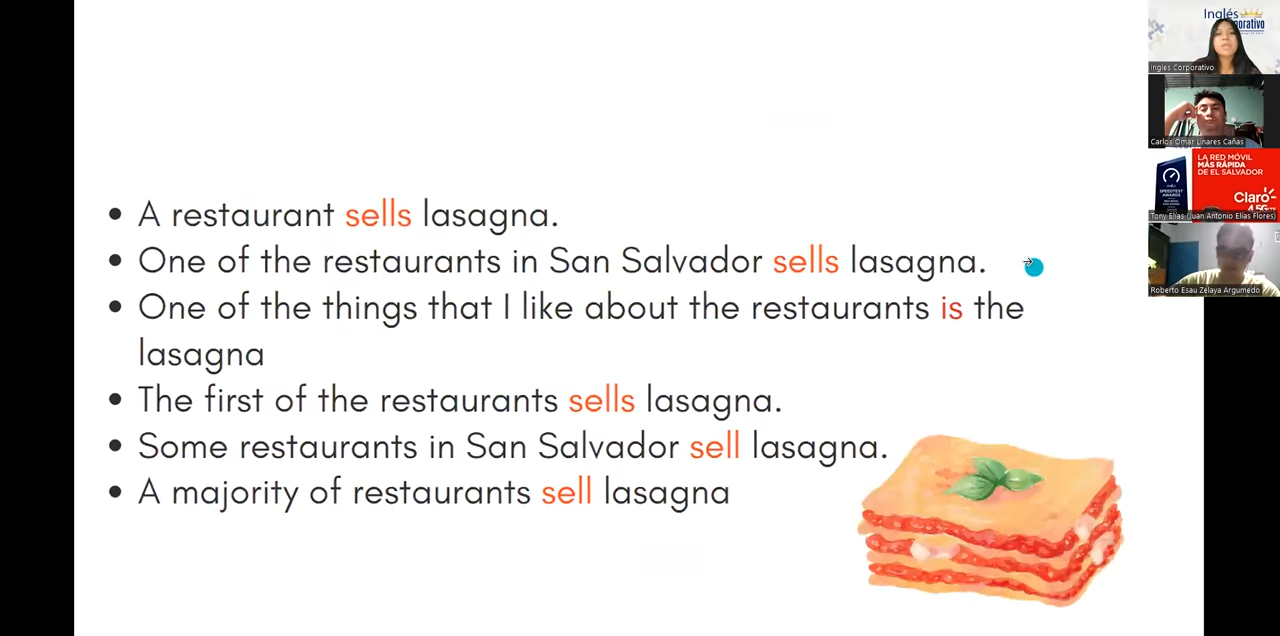 A restaurant sells lasagna.
One of the restaurants in San Salvador sells lasagna.
One of the things that I like about the restaurants is the
lasagna
The first of the restaurants sells lasagna.
Some restaurants in San Salvador sell lasagna.
A majority of restaurants sell lasagna
Inglés
Ingles Corporativo
Carlos Omar Linares Cañas
LA RED MÓVIL
MÁS RÁPIDA
DE EL SALVADOR
SPEEDTEST
AWARDS
Claro
Tony Elías (Juan Antonio Elías Flores)
Roberto Esau Zelaya Argumedo